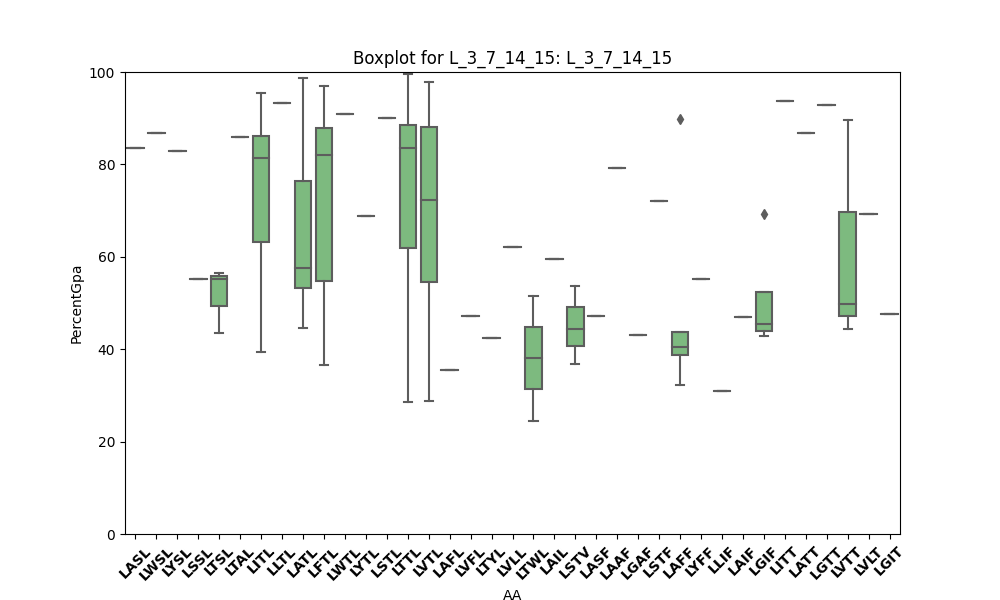 Boxplot for L_3_7_14_15: L_3_7_14_15
100
80
60
40
20
0
PercentGpa
LASL LWSL LYSL LSSL LTSL LTAL LITL LLTL LATL LFTL LWTL LYTL LSTL LTTL LVTL LAFL LVFL LTYL LVLL LTWL LAIL LSTV LASF LAAF LGAF LSTF LAFF LYFF LLIF LAIF LGIF LITT LATT LGTT LVTT LVLT LGIT
AA